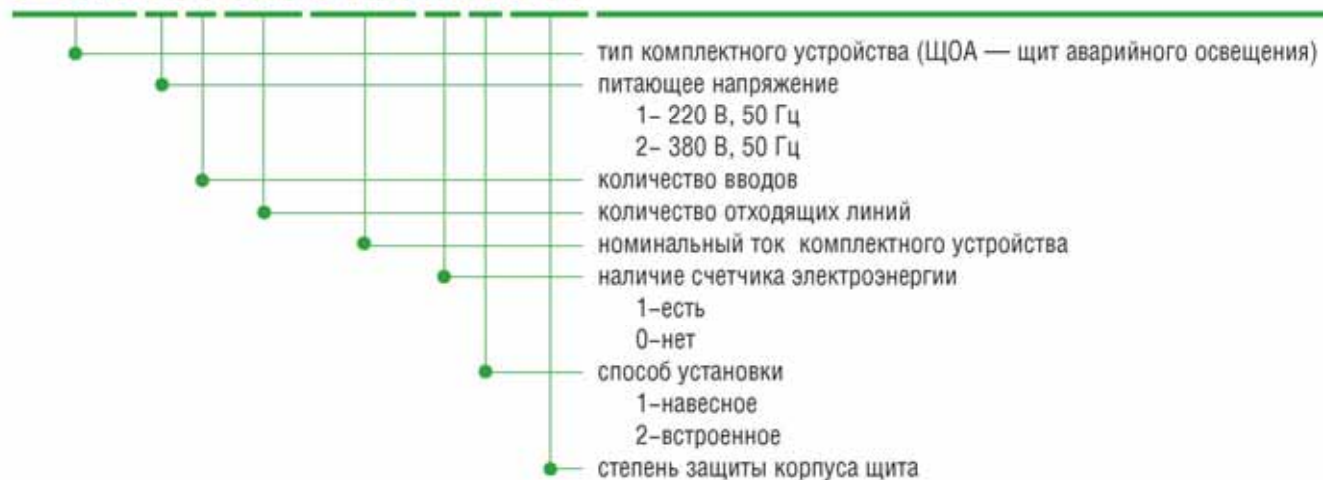 тип комплектного устройства (ЩОА — щит аварийного освещения)
питающее напряжение
1– 220 В, 50 Гц
2– 380 В, 50 Гц
количество вводов
количество отходящих линий
номинальный ток комплектного устройства
наличие счетчика электроэнергии
1–есть
0–нет
способ установки
1–навесное
2–встроенное
степень защиты корпуса щита